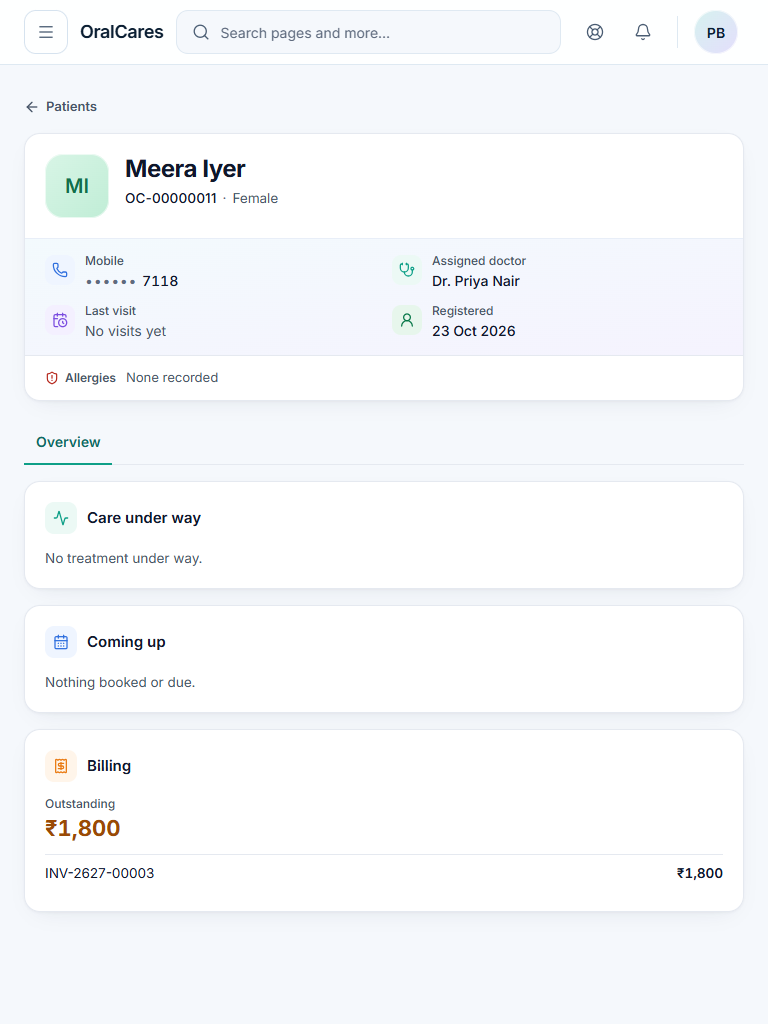 OralCares
Search pages and more...
PB
Patients
MI
Meera Iyer
OC-00000011 · Female
Mobile
•••••• 7118
Assigned doctor
Dr. Priya Nair
Last visit
No visits yet
Registered
23 Oct 2026
Allergies None recorded
Overview
Care under way
No treatment under way.
Coming up
Nothing booked or due.
Billing
Outstanding
₹1,800
INV-2627-00003 ₹1,800